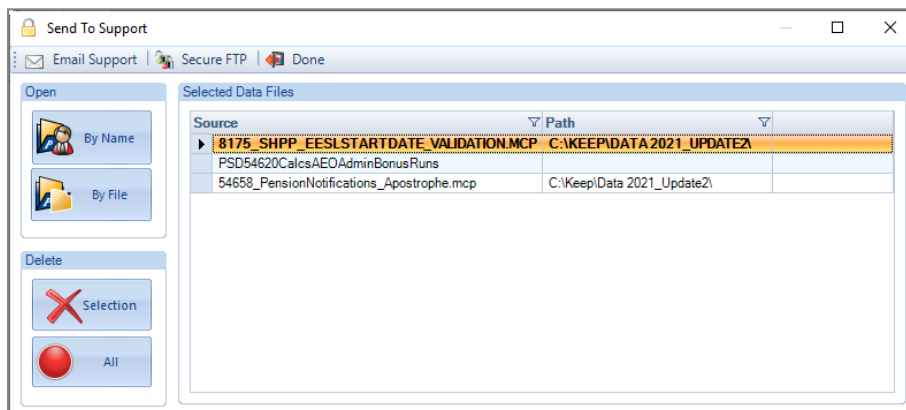 Send To Support
Email Support Secure FTP Done
Open
By Name
By File
Delete
Selection
All
Selected Data Files
Source Path
8175_SHPP_EESLSTARTDATE_VALIDATION.MCP C:\KEEP\DATA 2021_UPDATE2\
PSD54620CalcsAEOAdminBonusRuns
54658_PensionNotifications_Apostrophe.mcp C:\Keep\Data 2021_Update2\